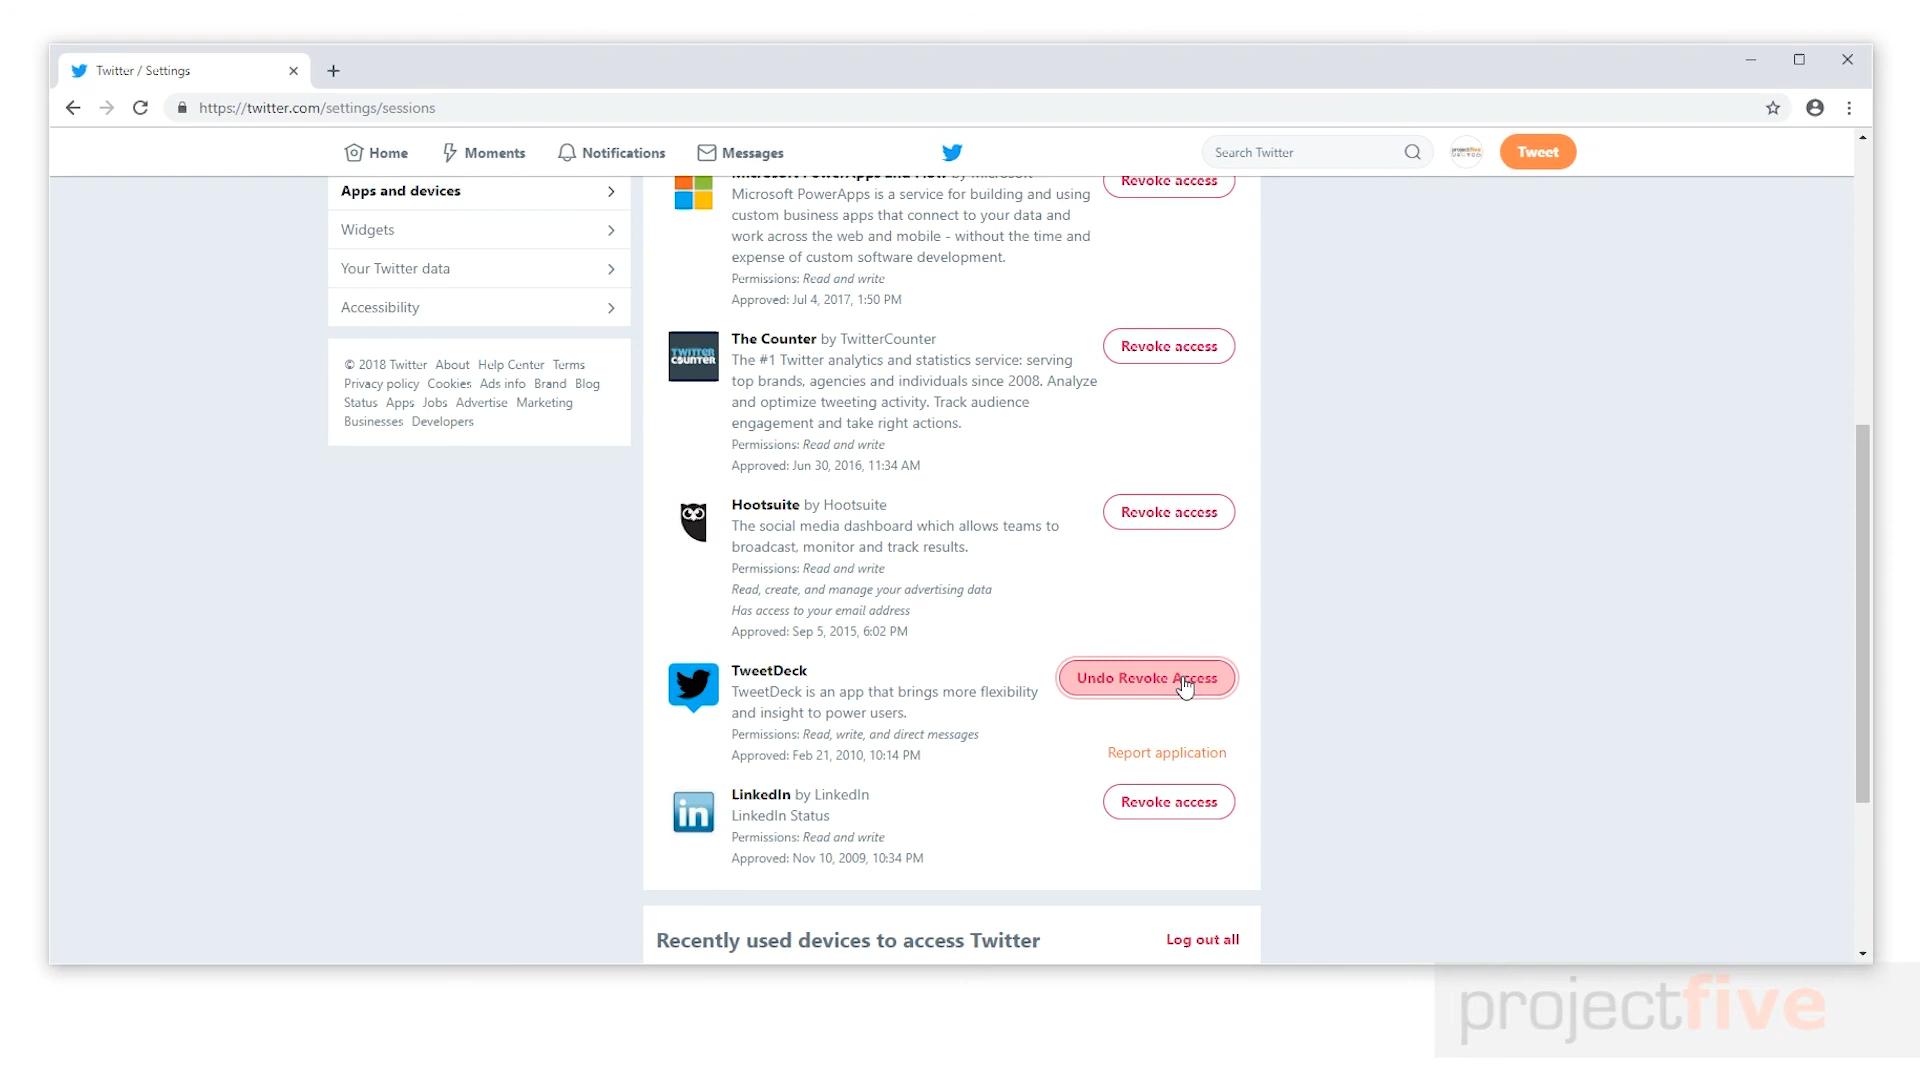 Twitter / Settings
https://twitter.com/settings/sessions
Home Moments Notifications Messages
Search Twitter
Tweet
Apps and devices
Widgets
Your Twitter data
Accessibility
© 2018 Twitter About Help Center Terms
Privacy policy Cookies Ads info Brand Blog
Status Apps Jobs Advertise Marketing
Businesses Developers
Microsoft PowerApps and Flow by Microsoft
Revoke access
Microsoft PowerApps is a service for building and using
custom business apps that connect to your data and
work across the web and mobile - without the time and
expense of custom software development.
Permissions: Read and write
Approved: Jul 4, 2017, 1:50 PM
TWITTER
COUNTER
The Counter by TwitterCounter
Revoke access
The #1 Twitter analytics and statistics service: serving
top brands, agencies and individuals since 2008. Analyze
and optimize tweeting activity. Track audience
engagement and take right actions.
Permissions: Read and write
Approved: Jun 30, 2016, 11:34 AM
Hootsuite by Hootsuite
Revoke access
The social media dashboard which allows teams to
broadcast, monitor and track results.
Permissions: Read and write
Read, create, and manage your advertising data
Has access to your email address
Approved: Sep 5, 2015, 6:02 PM
TweetDeck
Undo Revoke Access
TweetDeck is an app that brings more flexibility
and insight to power users.
Permissions: Read, write, and direct messages
Approved: Feb 21, 2010, 10:14 PM
Report application
in
LinkedIn by LinkedIn
Revoke access
LinkedIn Status
Permissions: Read and write
Approved: Nov 10, 2009, 10:34 PM
Recently used devices to access Twitter
Log out all
projectfive